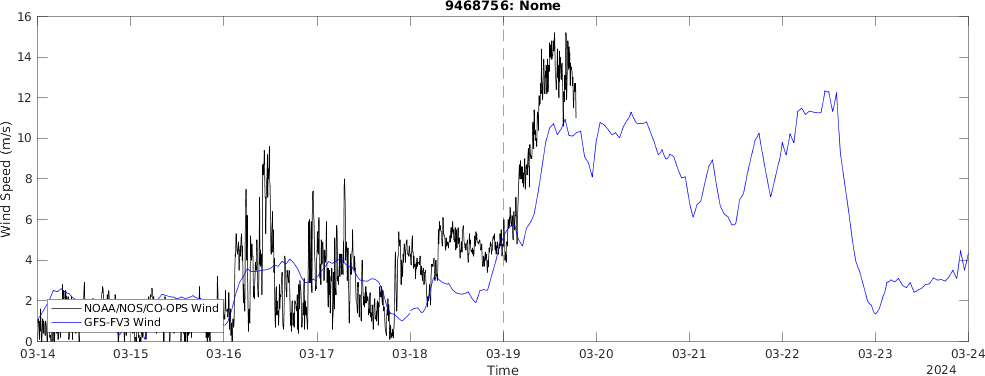 9468756: Nome
16
14
12
10
8
6
4
2
0
Wind Speed (m/s)
NOAA/NOS/CO-OPS Wind
GFS-FV3 Wind
03-14 03-15 03-16 03-17 03-18 03-19 03-20 03-21 03-22 03-23 03-24
Time
2024